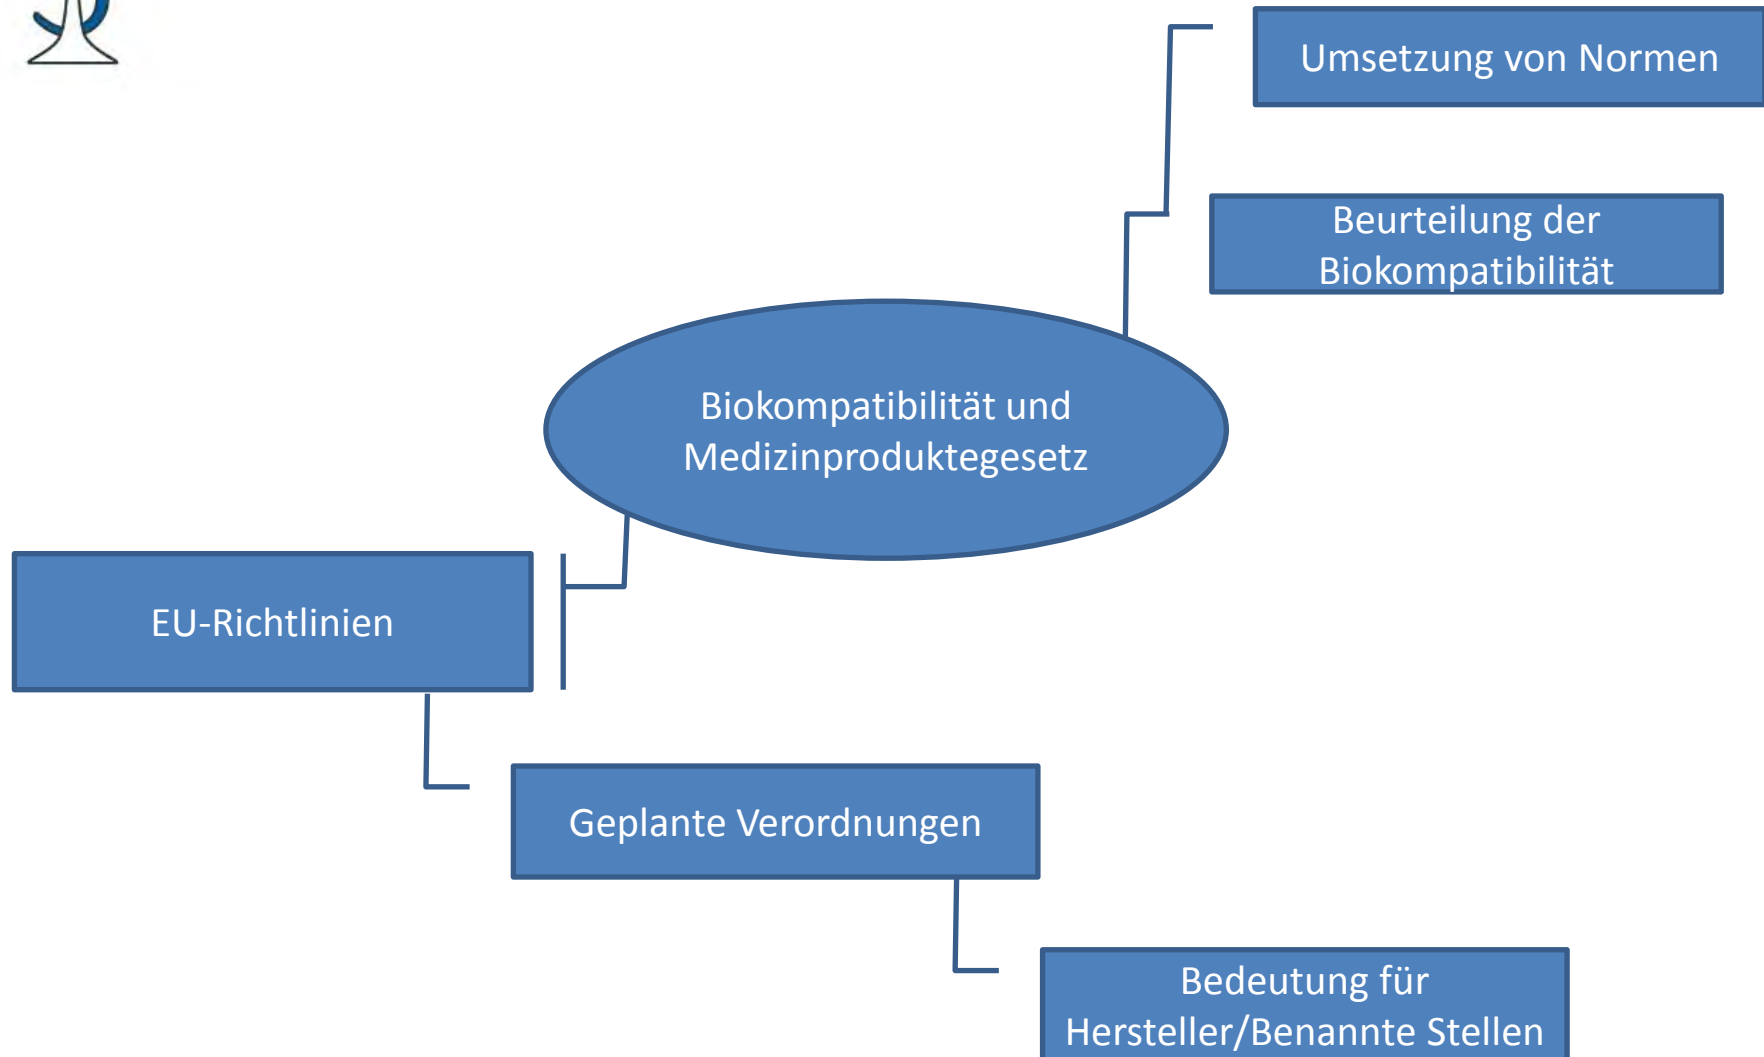 Umsetzung von Normen
Beurteilung der
Biokompatibilität
Biokompatibilität und
Medizinproduktegesetz
EU-Richtlinien
Geplante Verordnungen
Bedeutung für
Hersteller/Benannte Stellen